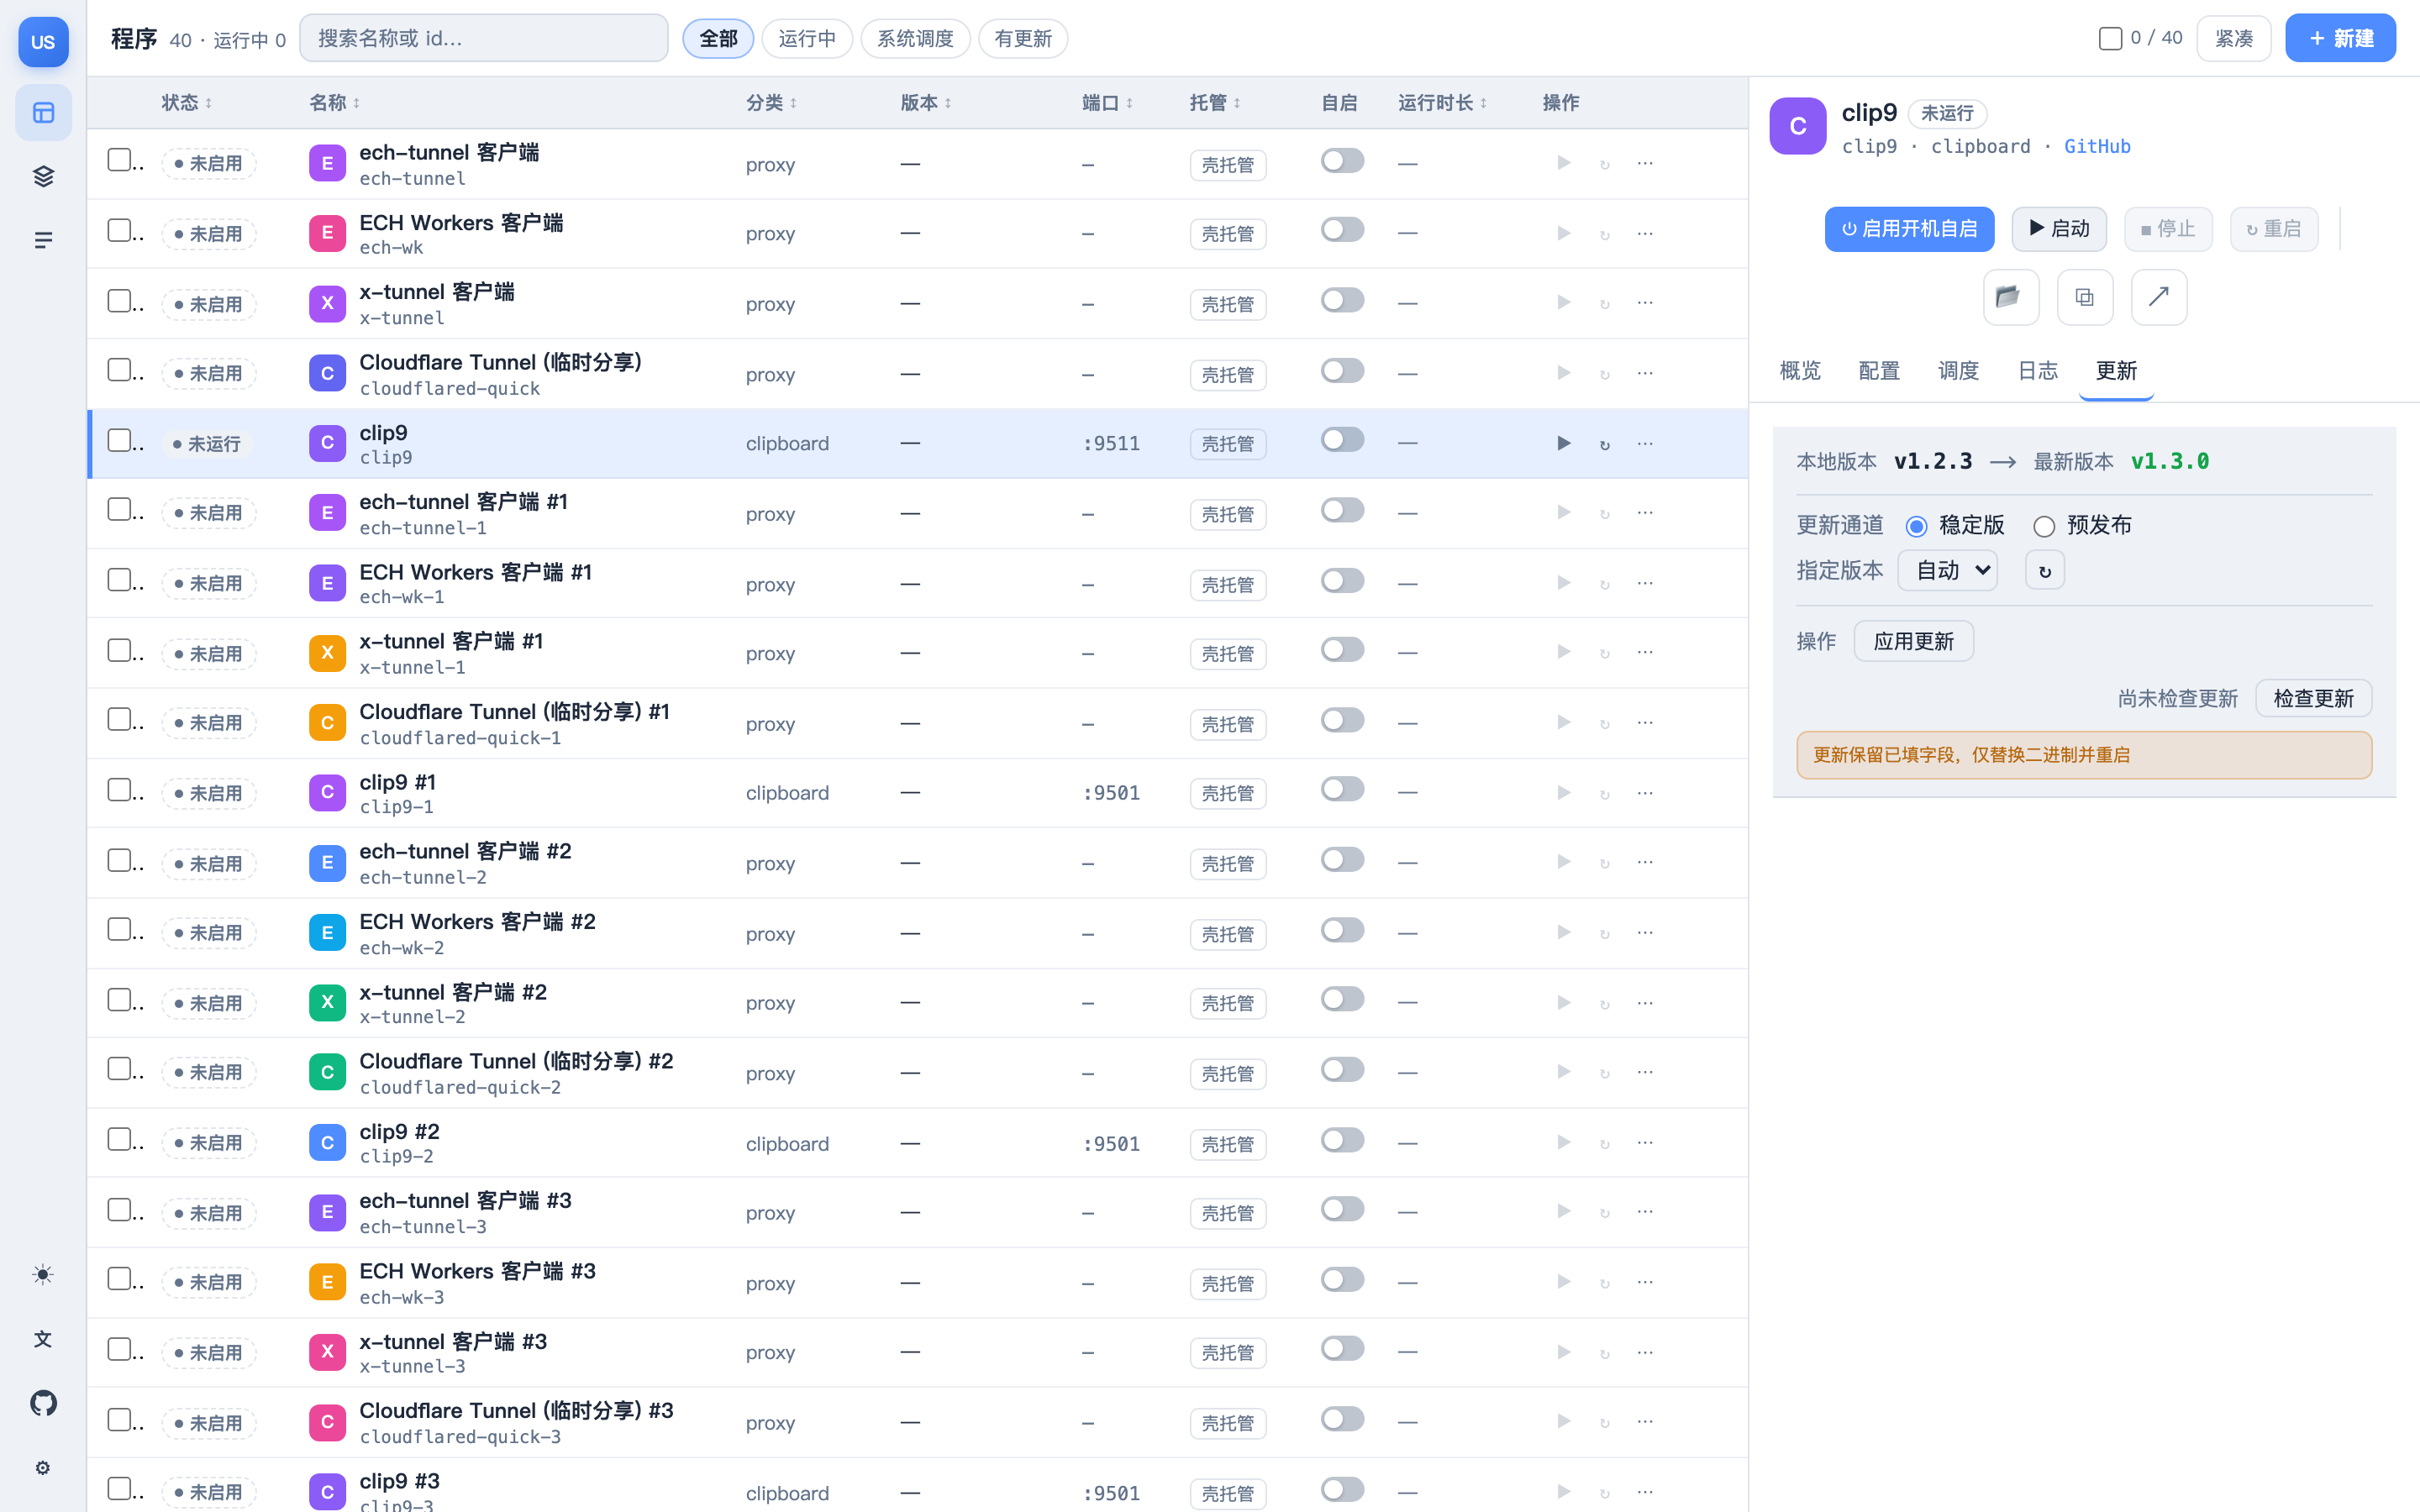 US
程序 40 · 运行中 0 搜索名称或 id... 全部 运行中 系统调度 有更新 0 / 40 紧凑 + 新建
状态 ↕ 名称 ↕ 分类 ↕ 版本 ↕ 端口 ↕ 托管 ↕ 自启 运行时长 ↕ 操作
.. 未启用 E ech-tunnel 客户端 proxy — — 壳托管 — ▶ ↻ ···
ech-tunnel
.. 未启用 E ECH Workers 客户端 proxy — — 壳托管 — ▶ ↻ ···
ech-wk
.. 未启用 X x-tunnel 客户端 proxy — — 壳托管 — ▶ ↻ ···
x-tunnel
.. 未启用 C Cloudflare Tunnel (临时分享) proxy — — 壳托管 — ▶ ↻ ···
cloudflared-quick
.. 未运行 C clip9 clipboard — :9511 壳托管 — ▶ ↻ ···
clip9
.. 未启用 E ech-tunnel 客户端 #1 proxy — — 壳托管 — ▶ ↻ ···
ech-tunnel-1
.. 未启用 E ECH Workers 客户端 #1 proxy — — 壳托管 — ▶ ↻ ···
ech-wk-1
.. 未启用 X x-tunnel 客户端 #1 proxy — — 壳托管 — ▶ ↻ ···
x-tunnel-1
.. 未启用 C Cloudflare Tunnel (临时分享) #1 proxy — — 壳托管 — ▶ ↻ ···
cloudflared-quick-1
.. 未启用 C clip9 #1 clipboard — :9501 壳托管 — ▶ ↻ ···
clip9-1
.. 未启用 E ech-tunnel 客户端 #2 proxy — — 壳托管 — ▶ ↻ ···
ech-tunnel-2
.. 未启用 E ECH Workers 客户端 #2 proxy — — 壳托管 — ▶ ↻ ···
ech-wk-2
.. 未启用 X x-tunnel 客户端 #2 proxy — — 壳托管 — ▶ ↻ ···
x-tunnel-2
.. 未启用 C Cloudflare Tunnel (临时分享) #2 proxy — — 壳托管 — ▶ ↻ ···
cloudflared-quick-2
.. 未启用 C clip9 #2 clipboard — :9501 壳托管 — ▶ ↻ ···
clip9-2
.. 未启用 E ech-tunnel 客户端 #3 proxy — — 壳托管 — ▶ ↻ ···
ech-tunnel-3
.. 未启用 E ECH Workers 客户端 #3 proxy — — 壳托管 — ▶ ↻ ···
ech-wk-3
.. 未启用 X x-tunnel 客户端 #3 proxy — — 壳托管 — ▶ ↻ ···
x-tunnel-3
.. 未启用 C Cloudflare Tunnel (临时分享) #3 proxy — — 壳托管 — ▶ ↻ ···
cloudflared-quick-3
.. 未启用 C clip9 #3 clipboard — :9501 壳托管 — ▶ ↻ ···
clip9-3
文
C clip9 未运行
clip9 · clipboard · GitHub
启用开机自启 ▶ 启动 ■ 停止 ↻ 重启
概览 配置 调度 日志 更新
本地版本 v1.2.3 → 最新版本 v1.3.0
更新通道 稳定版 预发布
指定版本 自动 ↻
操作 应用更新
尚未检查更新 检查更新
更新保留已填字段，仅替换二进制并重启